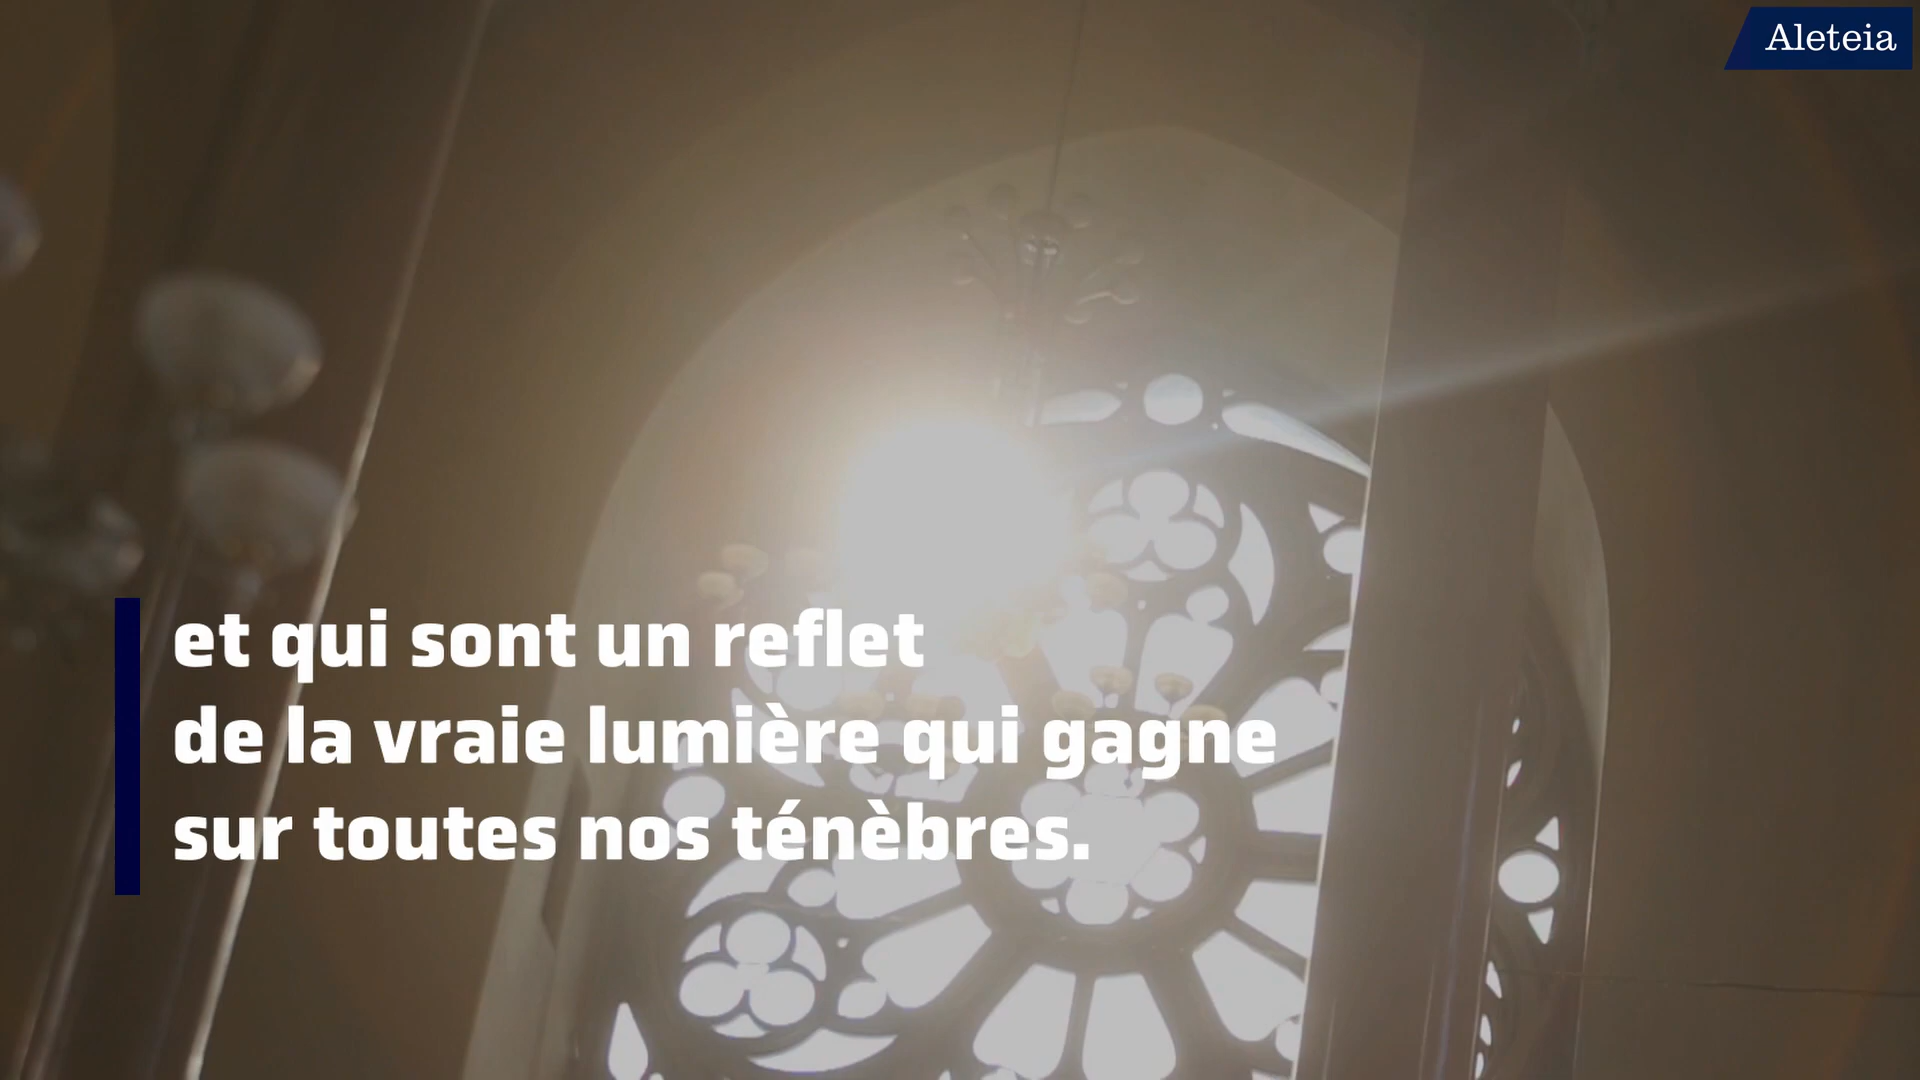 Aleteia
et qui sont un reflet
de la vraie lumière qui gagne
sur toutes nos ténèbres.